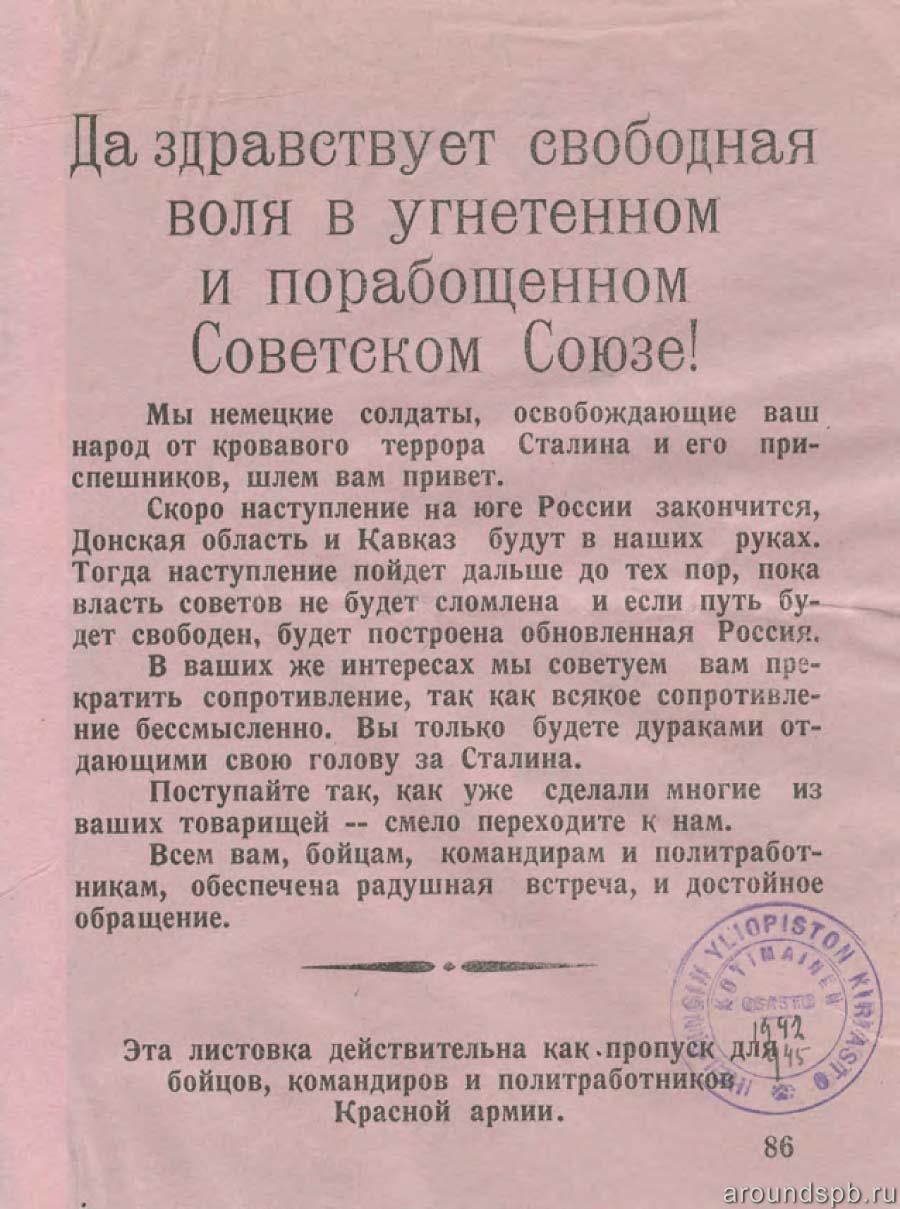 Да здравствует свободная
воля в угнетенном
и порабощенном
Советском Союзе!
Мы немецкие солдаты, освобождающие ваш
народ от кровавого террора Сталина и его при-
спешников, шлем вам привет.
Скоро наступление на юге России закончится,
Донская область и Кавказ будут в наших руках.
Тогда наступление пойдет дальше до тех пор, пока
власть советов не будет сломлена и если путь бу-
дет свободен, будет построена обновленная Россия.
В ваших же интересах мы советуем вам пре-
кратить сопротивление, так как всякое сопротивле-
ние бессмысленно. Вы только будете дураками от-
дающими свою голову за Сталина.
Поступайте так, как уже сделали многие из
ваших товарищей -- смело переходите к нам.
Всем вам, бойцам, командирам и политработ-
никам, обеспечена радушная встреча, и достойное
обращение.
HELSINGIN YLIOPISTON KIRJASTO
KOTIMAINEN
OSASTO
1942
45
Эта листовка действительна как пропуск для
бойцов, командиров и политработников
Красной армии.
86
aroundspb.ru